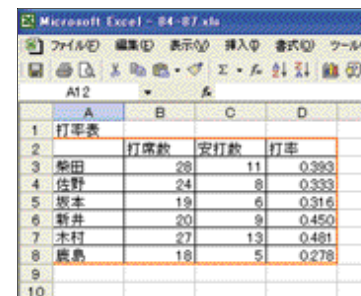 Microsoft Excel - 84-87.xls
ファイル(F) 編集(E) 表示(V) 挿入(I) 書式(O) ツール
A12 fx
A B C D
1 打率表
2 打席数 安打数 打率
3 柴田 28 11 0.393
4 佐野 24 8 0.333
5 坂本 19 6 0.316
6 新井 20 9 0.450
7 木村 27 13 0.481
8 鹿島 18 5 0.278
9
10